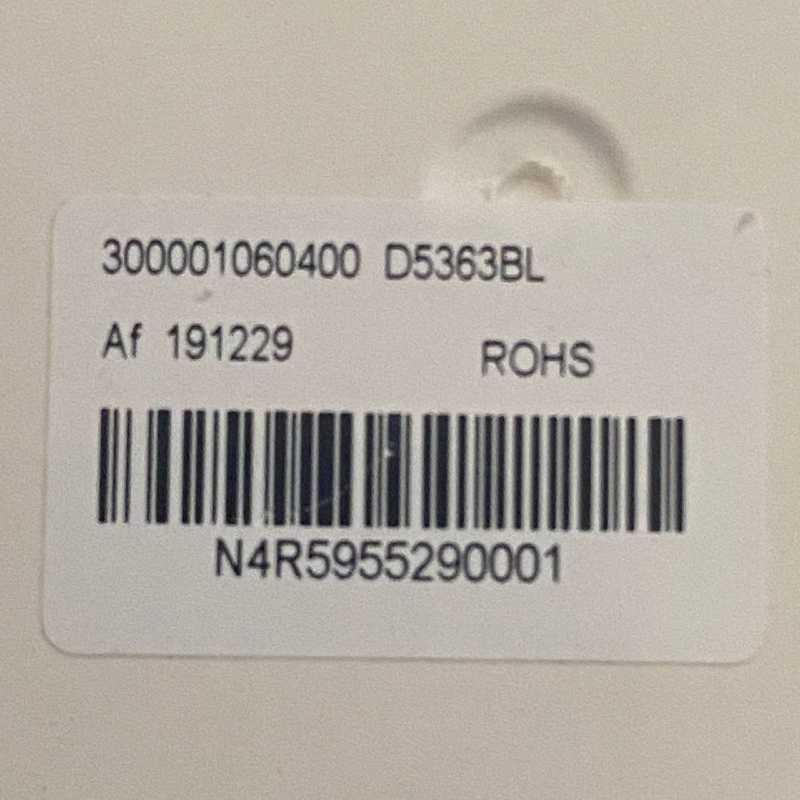 300001060400 D5363BL
Af 191229 ROHS
N4R5955290001